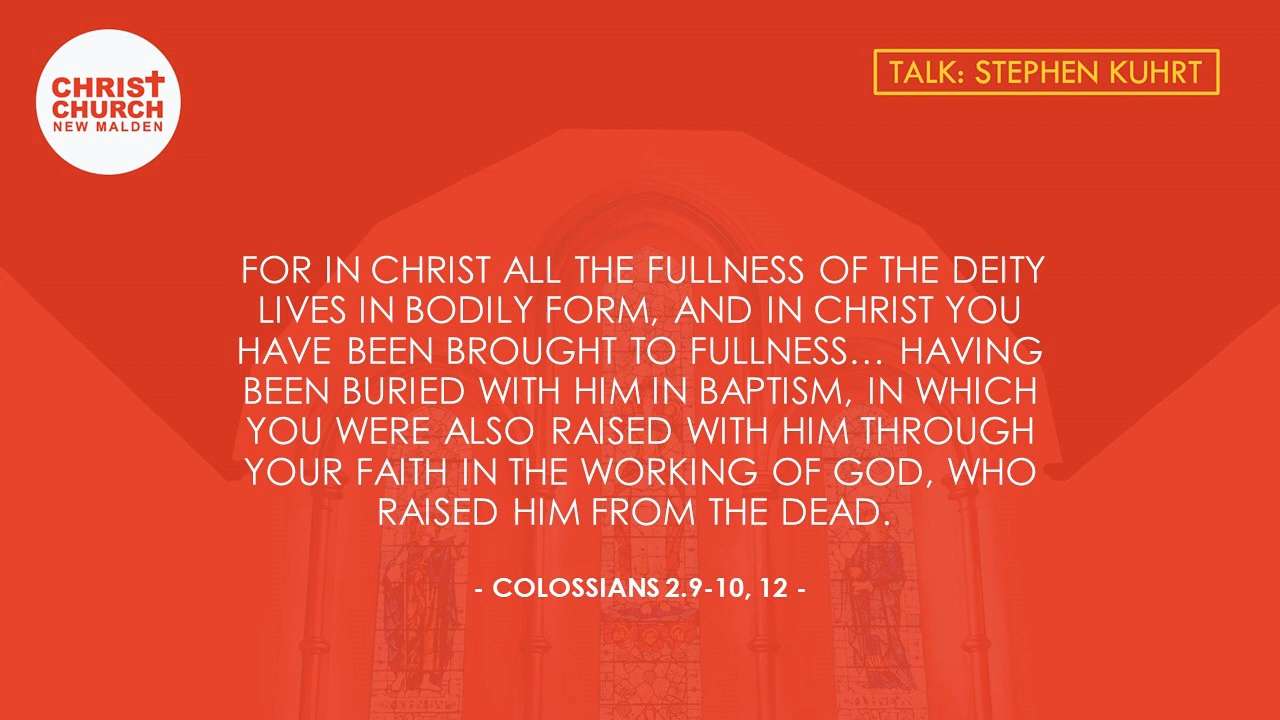 CHRIST
CHURCH
NEW MALDEN
TALK: STEPHEN KUHRT
FOR IN CHRIST ALL THE FULLNESS OF THE DEITY
LIVES IN BODILY FORM, AND IN CHRIST YOU
HAVE BEEN BROUGHT TO FULLNESS... HAVING
BEEN BURIED WITH HIM IN BAPTISM, IN WHICH
YOU WERE ALSO RAISED WITH HIM THROUGH
YOUR FAITH IN THE WORKING OF GOD, WHO
RAISED HIM FROM THE DEAD.
- COLOSSIANS 2.9-10, 12 -